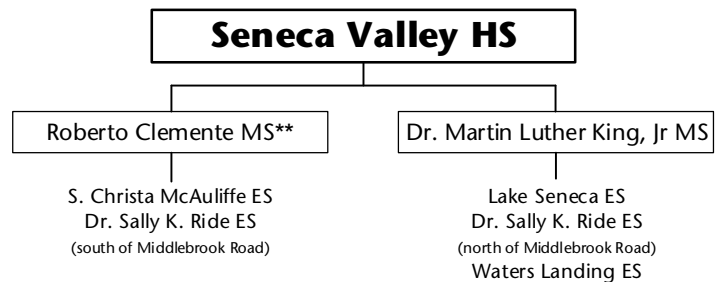 Seneca Valley HS
Roberto Clemente MS**
S. Christa McAuliffe ES
Dr. Sally K. Ride ES
(south of Middlebrook Road)
Dr. Martin Luther King, Jr MS
Lake Seneca ES
Dr. Sally K. Ride ES
(north of Middlebrook Road)
Waters Landing ES